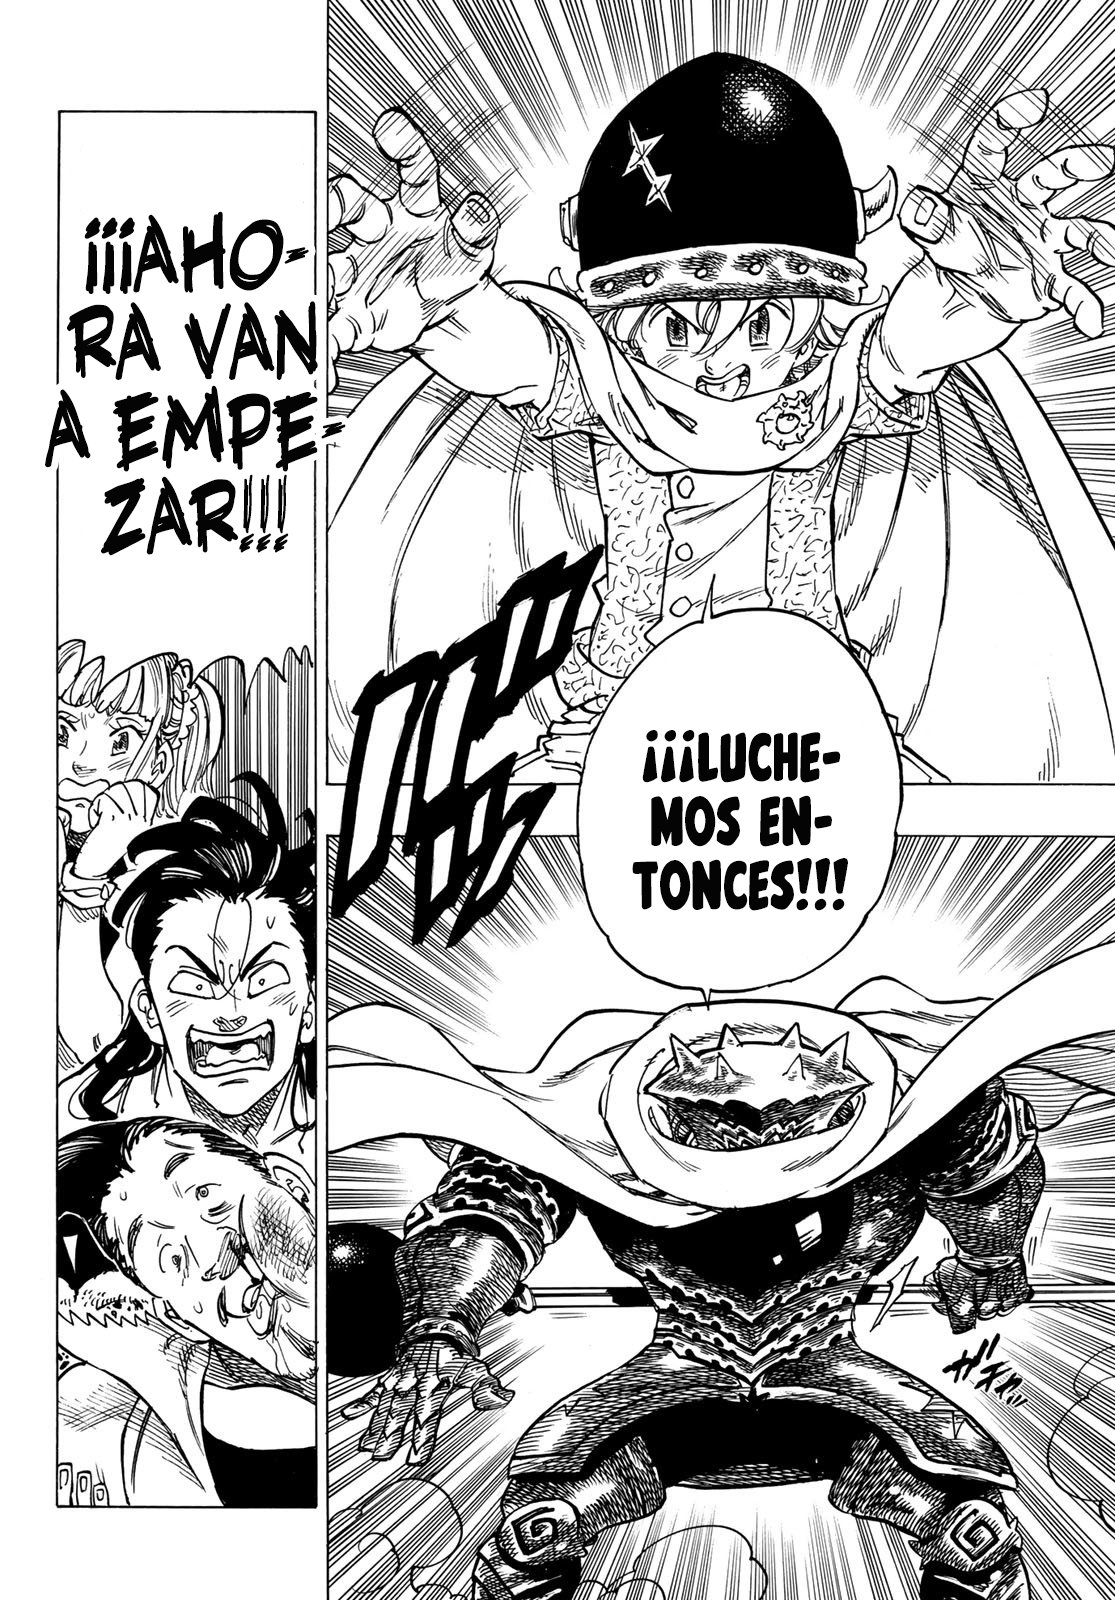 ¡¡¡LUCHE-
MOS EN-
TONCES!!!
¡¡¡AHO-
RA VAN
A EMPE-
ZAR!!!